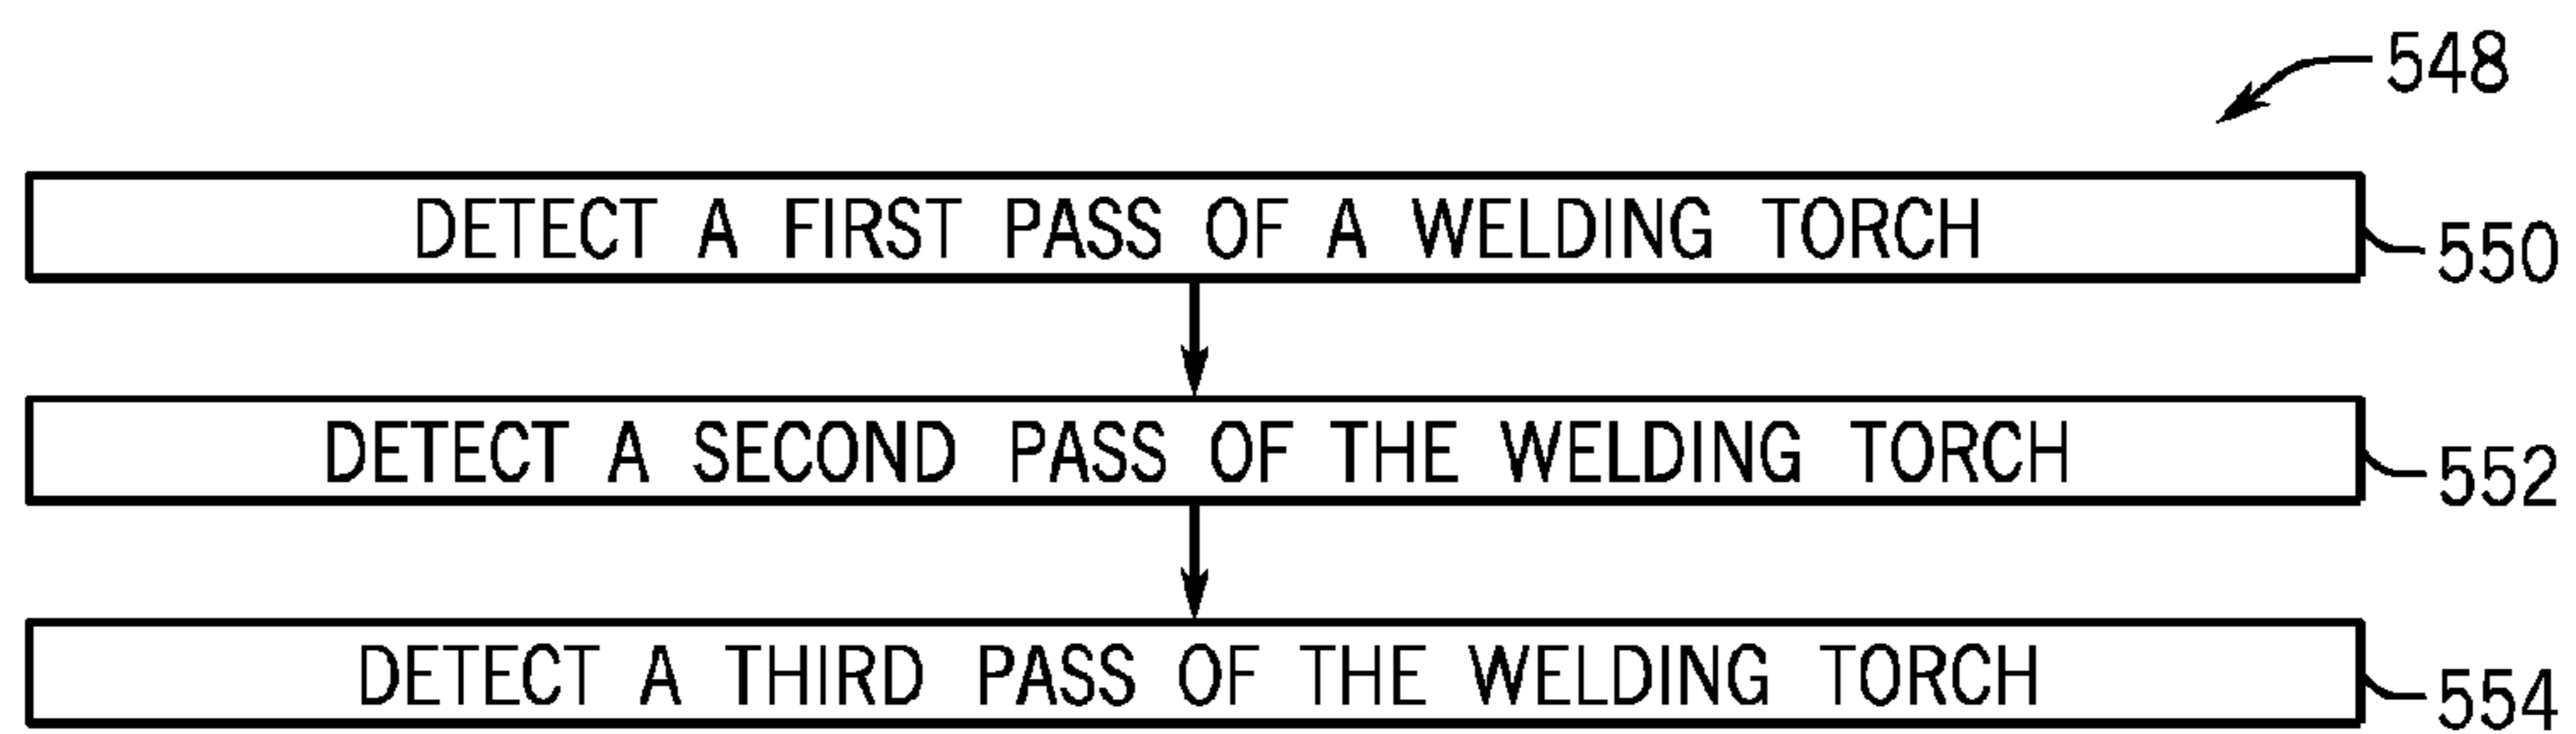 548
DETECT A FIRST PASS OF A WELDING TORCH
550
DETECT A SECOND PASS OF THE WELDING TORCH
552
DETECT A THIRD PASS OF THE WELDING TORCH
554